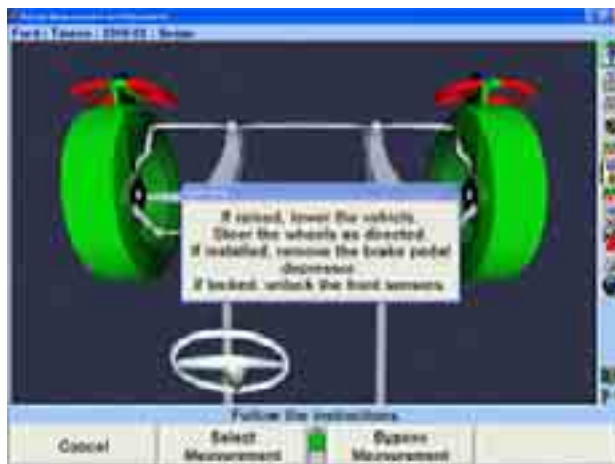 Ford : Taurus : 2000-03 : Sedan
If raised, lower the vehicle.
Steer the wheels as directed.
If installed, remove the brake pedal
depressor.
If locked, unlock the front sensors.
Follow the instructions.
Cancel
Select
Measurement
Bypass
Measurement